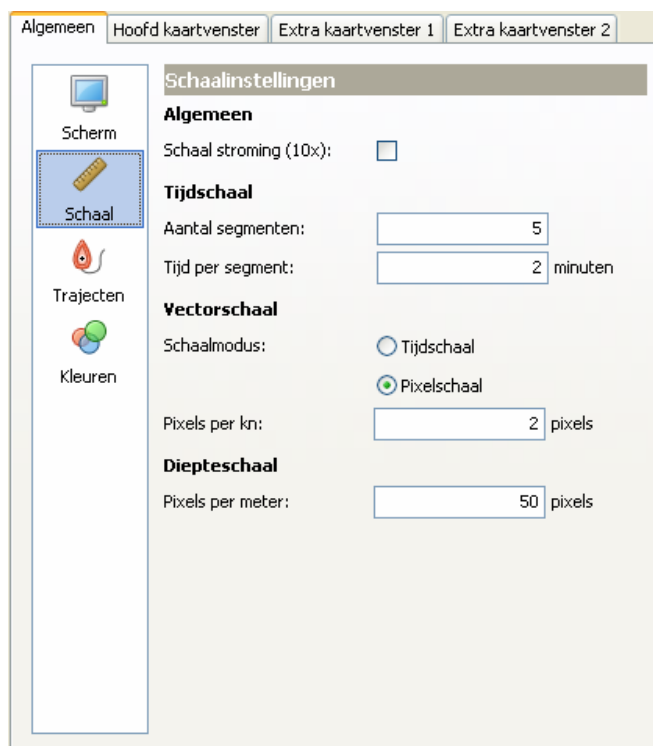 Algemeen Hoofd kaartvenster Extra kaartvenster 1 Extra kaartvenster 2
Scherm
Schaal
Trajecten
Kleuren
Schaalinstellingen
Algemeen
Schaal stroming (10x):
Tijdschaal
Aantal segmenten: 5
Tijd per segment: 2 minuten
Vectorschaal
Schaalmodus: Tijdschaal
Pixelschaal
Pixels per kn: 2 pixels
Diepteschaal
Pixels per meter: 50 pixels